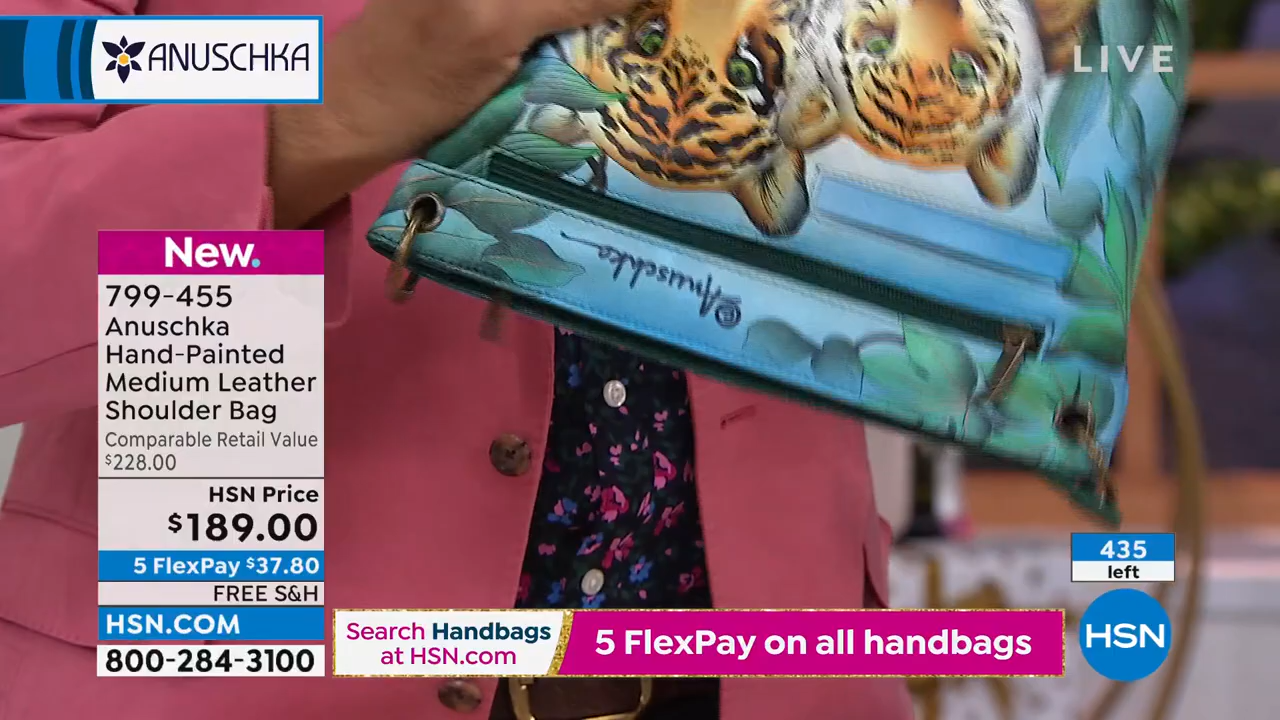 ANUSCHKA
LIVE
New.
799-455
Anuschka
Hand-Painted
Medium Leather
Shoulder Bag
Comparable Retail Value
$228.00
HSN Price
$189.00
5 FlexPay $37.80
FREE S&H
HSN.COM
800-284-3100
©Anuschka
Search Handbags
at HSN.com
5 FlexPay on all handbags
435
left
HSN